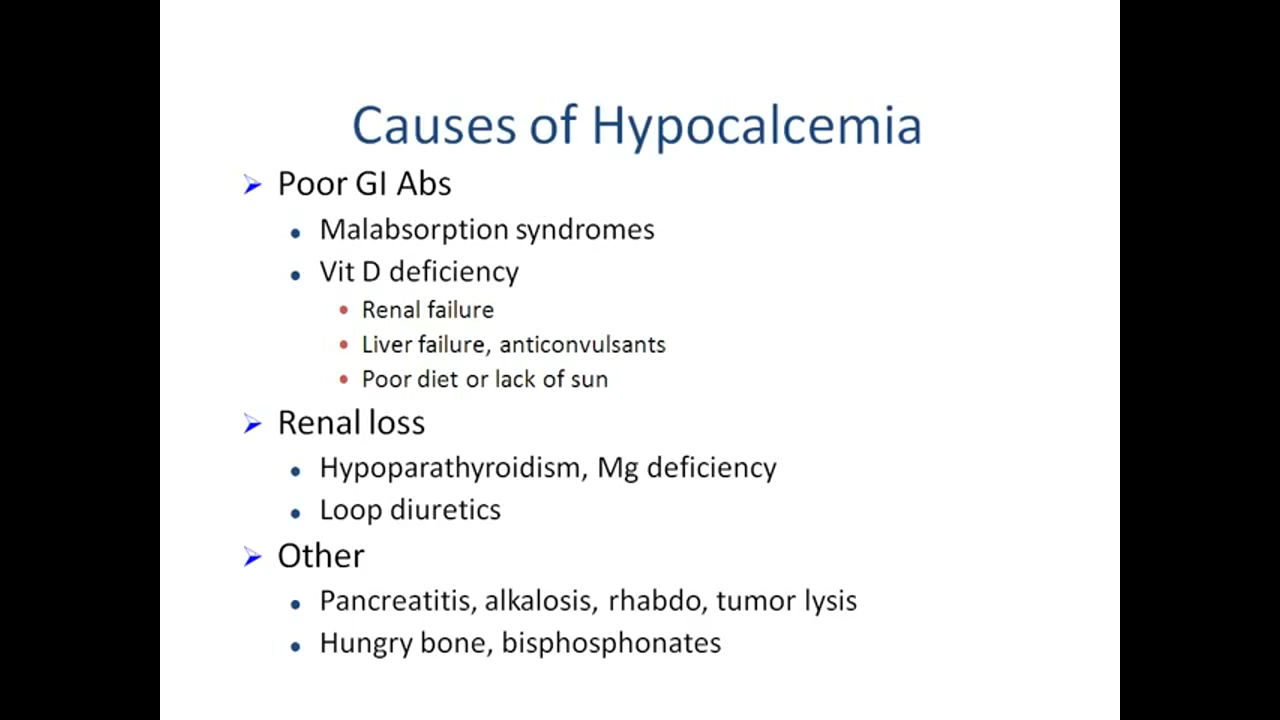 Causes of Hypocalcemia
Poor GI Abs
Malabsorption syndromes
Vit D deficiency
Renal failure
Liver failure, anticonvulsants
Poor diet or lack of sun
Renal loss
Hypoparathyroidism, Mg deficiency
Loop diuretics
Other
Pancreatitis, alkalosis, rhabdo, tumor lysis
Hungry bone, bisphosphonates